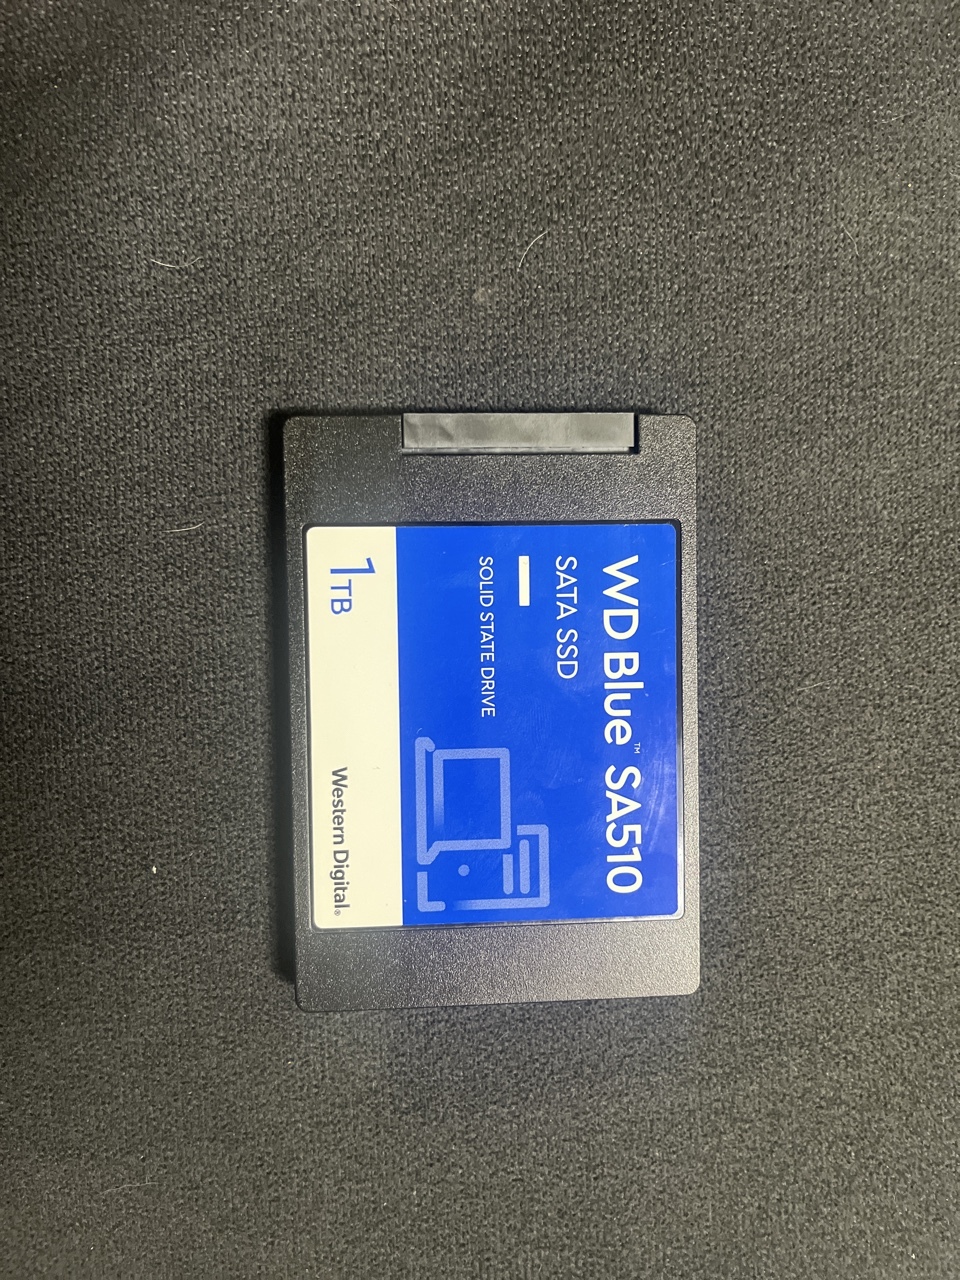 WD Blue™ SA510
SATA SSD
SOLID STATE DRIVE
1TB
Western Digital®